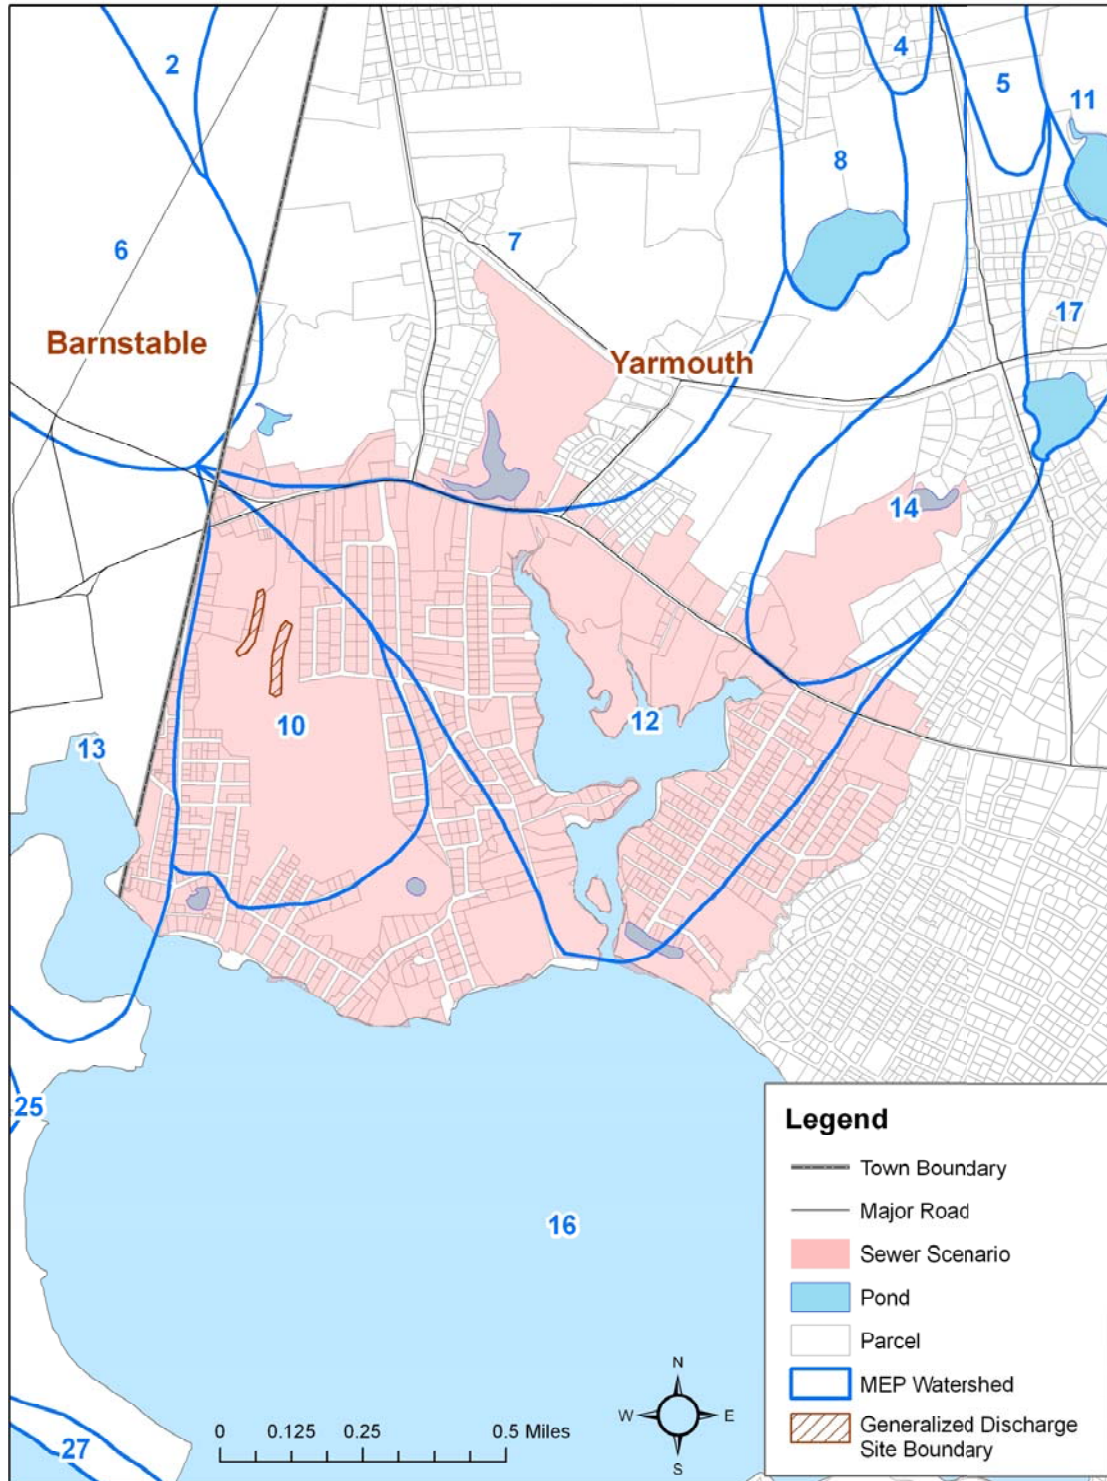 2
4
5
11
8
6
7
17
Barnstable
Yarmouth
14
10
12
13
25
16
27
Legend
Town Boundary
Major Road
Sewer Scenario
Pond
Parcel
MEP Watershed
Generalized Discharge
Site Boundary
N
W E
S
0 0.125 0.25 0.5 Miles